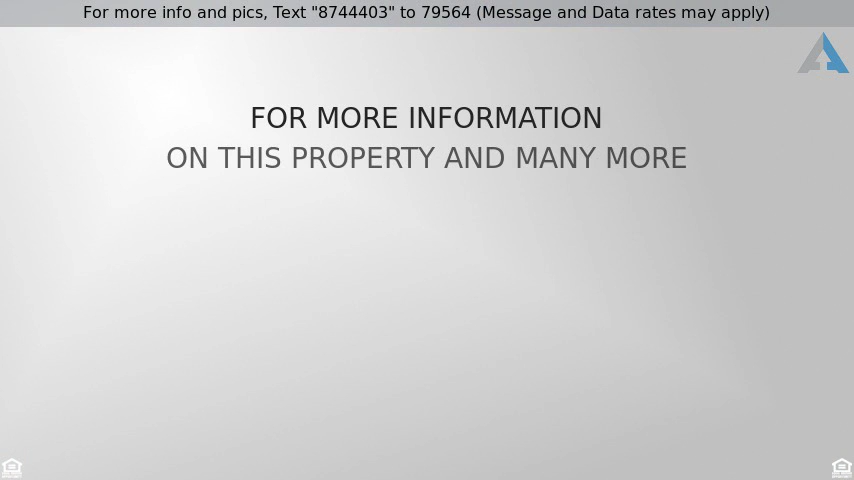 For more info and pics, Text "8744403" to 79564 (Message and Data rates may apply)
FOR MORE INFORMATION
ON THIS PROPERTY AND MANY MORE